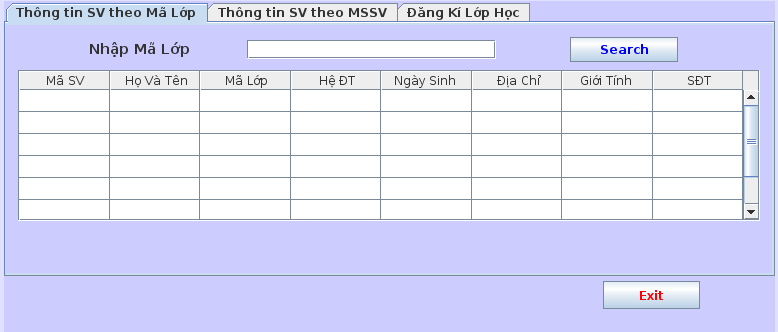 Thông tin SV theo Mã Lớp Thông tin SV theo MSSV Đăng Kí Lớp Học
Nhập Mã Lớp Search
Mã SV Họ Và Tên Mã Lớp Hệ ĐT Ngày Sinh Địa Chỉ Giới Tính SĐT
Exit